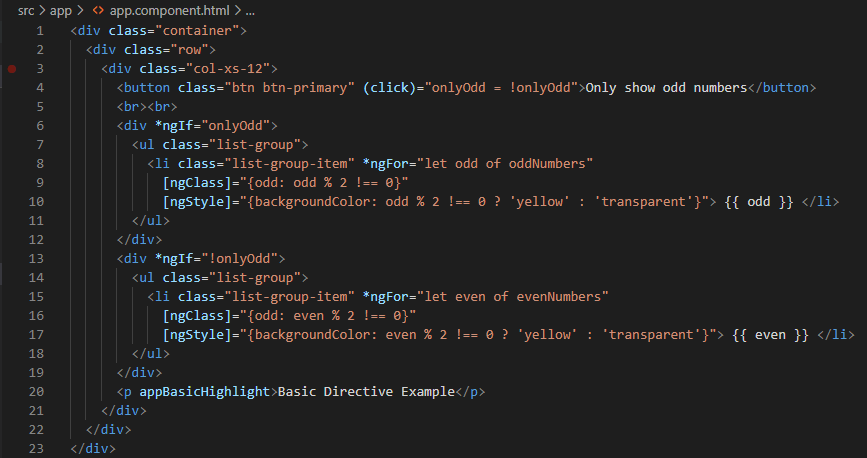 src > app > <> app.component.html > ...
1 <div class="container">
2   <div class="row">
3     <div class="col-xs-12">
4       <button class="btn btn-primary" (click)="onlyOdd = !onlyOdd">Only show odd numbers</button>
5       <br><br>
6       <div *ngIf="onlyOdd">
7         <ul class="list-group">
8           <li class="list-group-item" *ngFor="let odd of oddNumbers"
9             [ngClass]="{odd: odd % 2 !== 0}"
10             [ngStyle]="{backgroundColor: odd % 2 !== 0 ? 'yellow' : 'transparent'}"> {{ odd }} </li>
11         </ul>
12       </div>
13       <div *ngIf="!onlyOdd">
14         <ul class="list-group">
15           <li class="list-group-item" *ngFor="let even of evenNumbers"
16             [ngClass]="{odd: even % 2 !== 0}"
17             [ngStyle]="{backgroundColor: even % 2 !== 0 ? 'yellow' : 'transparent'}"> {{ even }} </li>
18         </ul>
19       </div>
20       <p appBasicHighlight>Basic Directive Example</p>
21     </div>
22   </div>
23 </div>